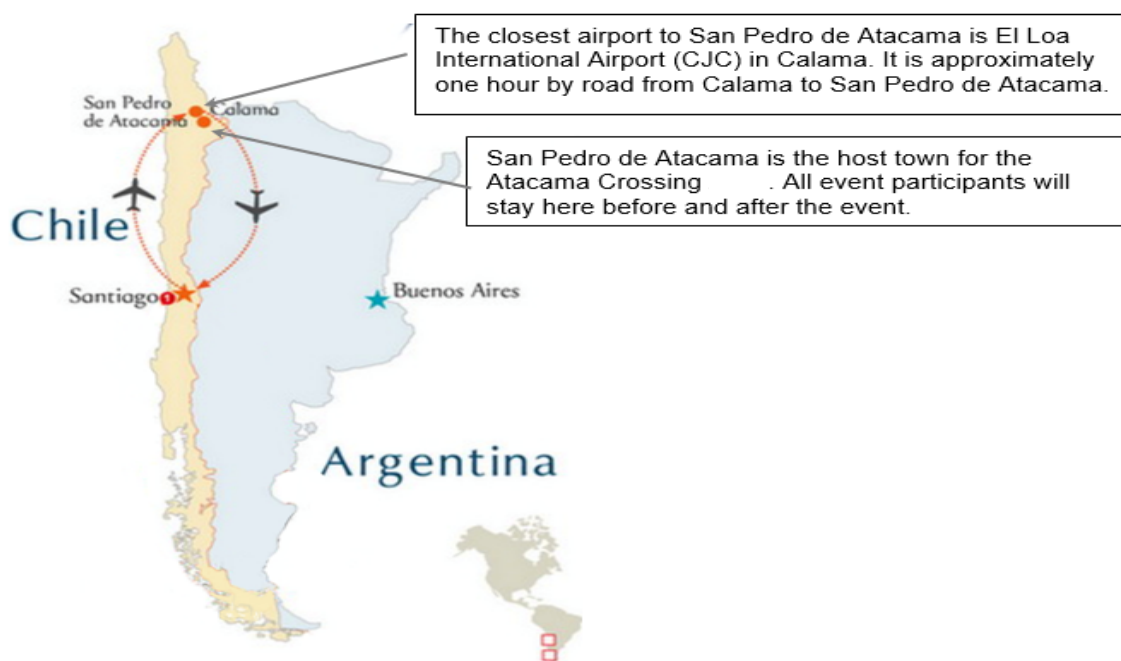 The closest airport to San Pedro de Atacama is El Loa
International Airport (CJC) in Calama. It is approximately
one hour by road from Calama to San Pedro de Atacama.
San Pedro
de Atacama
Calama
San Pedro de Atacama is the host town for the
Atacama Crossing . All event participants will
stay here before and after the event.
Chile
Santiago
1
Buenos Aires
Argentina